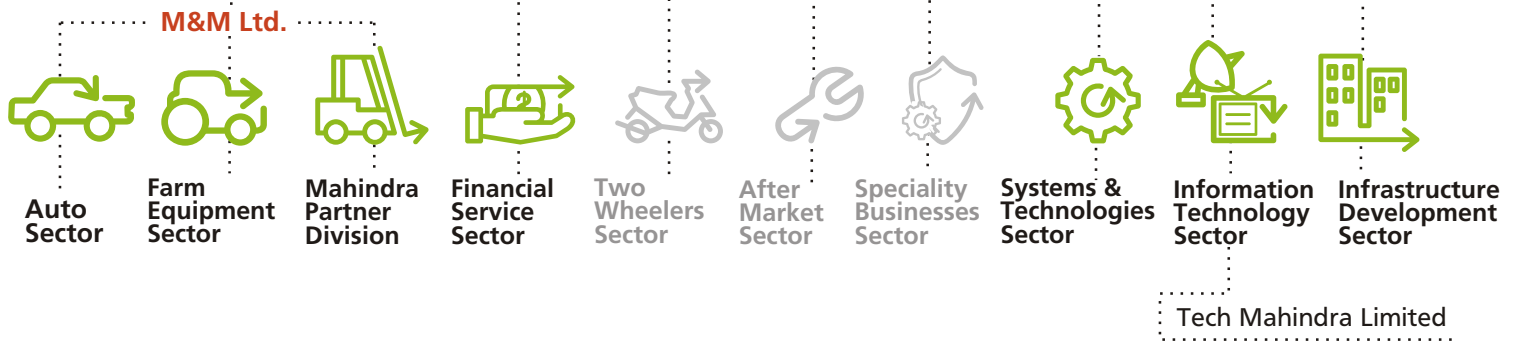 M&M Ltd.
Auto
Sector
Farm
Equipment
Sector
Mahindra
Partner
Division
Financial
Service
Sector
Two
Wheelers
Sector
After
Market
Sector
Speciality
Businesses
Sector
Systems &
Technologies
Sector
Information
Technology
Sector
Infrastructure
Development
Sector
Tech Mahindra Limited